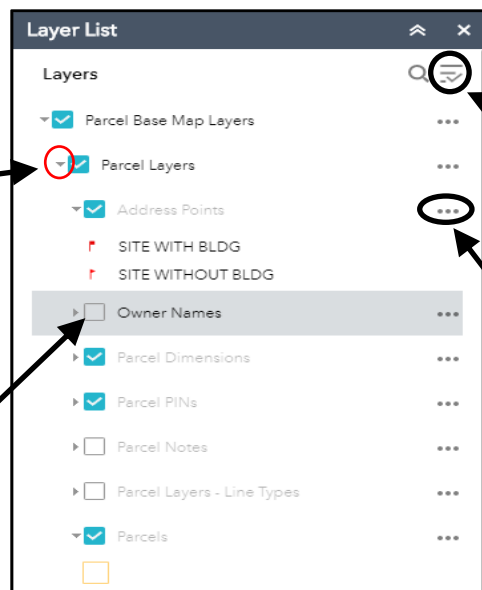 Layer List
Layers
Parcel Base Map Layers
Parcel Layers
Address Points
SITE WITH BLDG
SITE WITHOUT BLDG
Owner Names
Parcel Dimensions
Parcel PINs
Parcel Notes
Parcel Layers - Line Types
Parcels